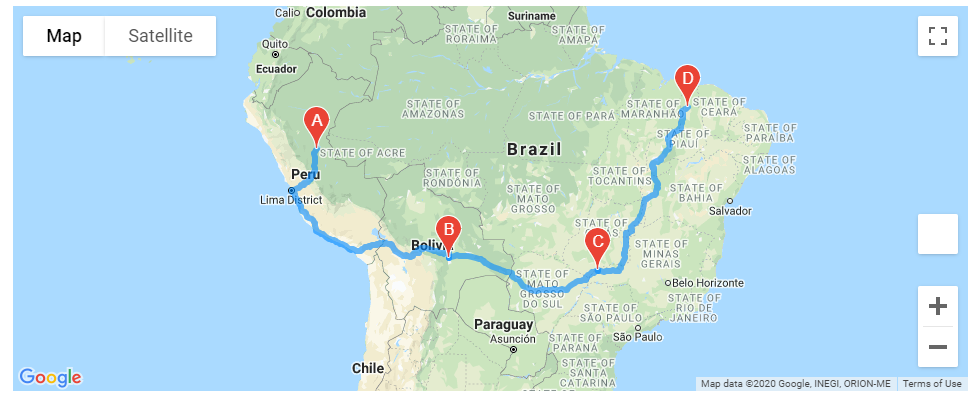 Map
Satellite
Cali
Colombia
Suriname
STATE OF
RORAIMA
STATE OF
AMAPÁ
Quito
Ecuador
STATE OF
AMAZONAS
STATE OF PARÁ
STATE OF
MARANHÃO
D
STATE OF
CEARÁ
A
STATE OF
PARAÍBA
STATE OF
PIAUÍ
STATE OF ACRE
Brazil
STATE OF
ALAGOAS
Peru
STATE OF
RONDÔNIA
STATE OF
TOCANTINS
Lima District
STATE OF
MATO
GROSSO
STATE OF
BAHIA
Salvador
B
Bolivia
STATE OF
C
STATE OF
MINAS
GERAIS
STATE OF
MATO
GROSSO
DO SUL
Belo Horizonte
STATE OF
RIO DE
JANEIRO
STATE OF
SÃO PAULO
Paraguay
São Paulo
Asunción
STATE OF
PARANÁ
Chile
STATE OF
SANTA
CATARINA
Google
Map data ©2020 Google, INEGI, ORION-ME
Terms of Use